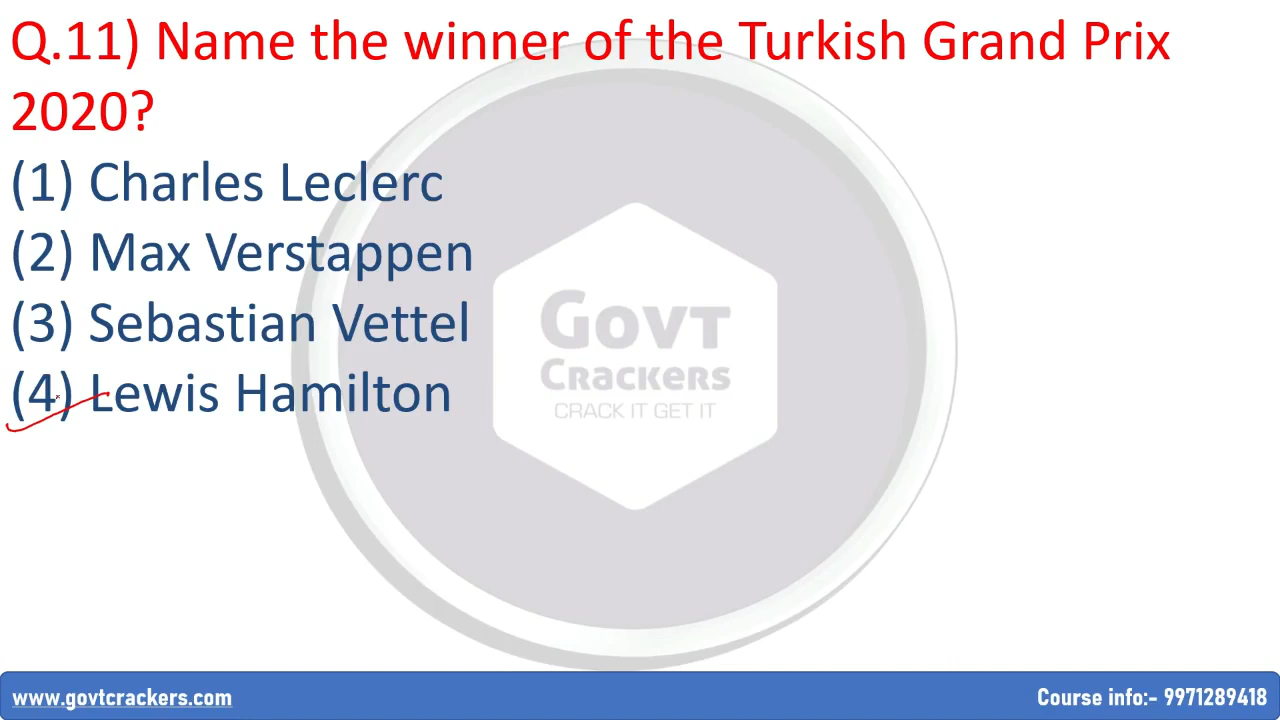 Q.11) Name the winner of the Turkish Grand Prix
2020?
(1) Charles Leclerc
(2) Max Verstappen
(3) Sebastian Vettel
(4) Lewis Hamilton
GOVT
CRACKERS
CRACK IT GET IT
www.govtcrackers.com
Course info:- 9971289418